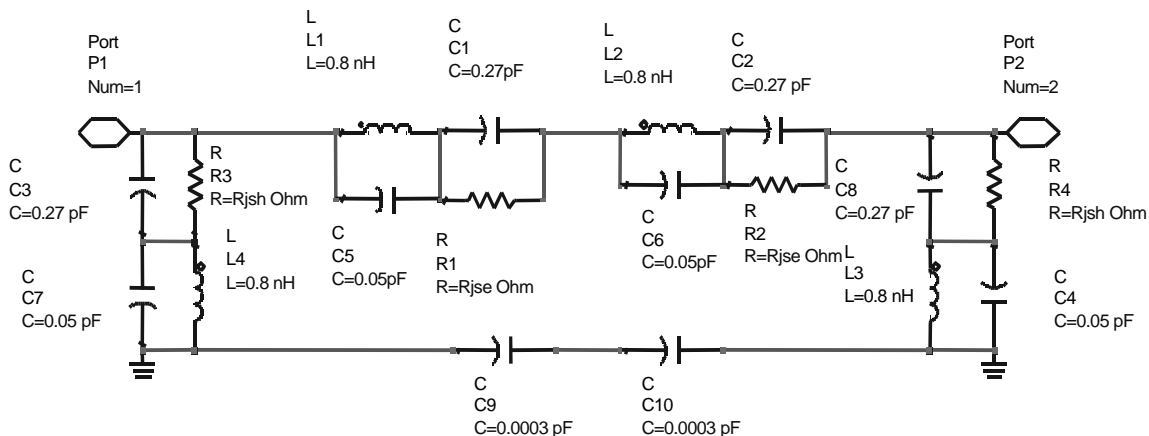 Port
P1
Num=1
L
L1
L=0.8 nH
C
C1
C=0.27pF
L
L2
L=0.8 nH
C
C2
C=0.27 pF
Port
P2
Num=2
C
C3
C=0.27 pF
R
R3
R=Rjsh Ohm
L
L4
L=0.8 nH
C
C7
C=0.05 pF
C
C5
C=0.05pF
R
R1
R=Rjse Ohm
C
C6
C=0.05pF
R
R2
R=Rjse Ohm
C
C8
C=0.27 pF
L
L3
L=0.8 nH
R
R4
R=Rjsh Ohm
C
C4
C=0.05 pF
C
C9
C=0.0003 pF
C
C10
C=0.0003 pF